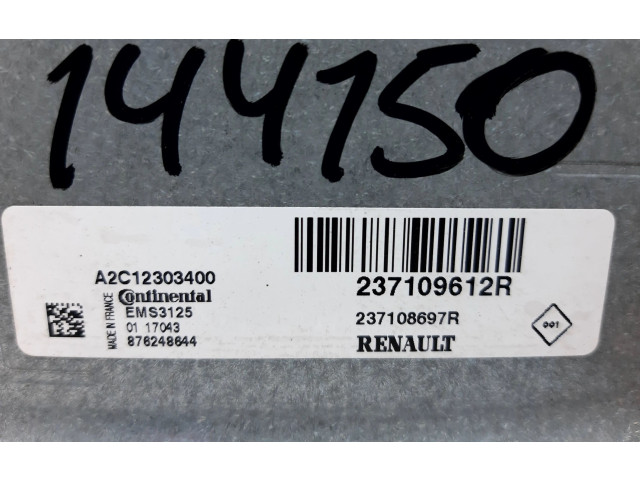 144150
A2C12303400
MADE IN FRANCE
Continental
EMS3125
01 17043
876248644
237109612R
237108697R
RENAULT
001